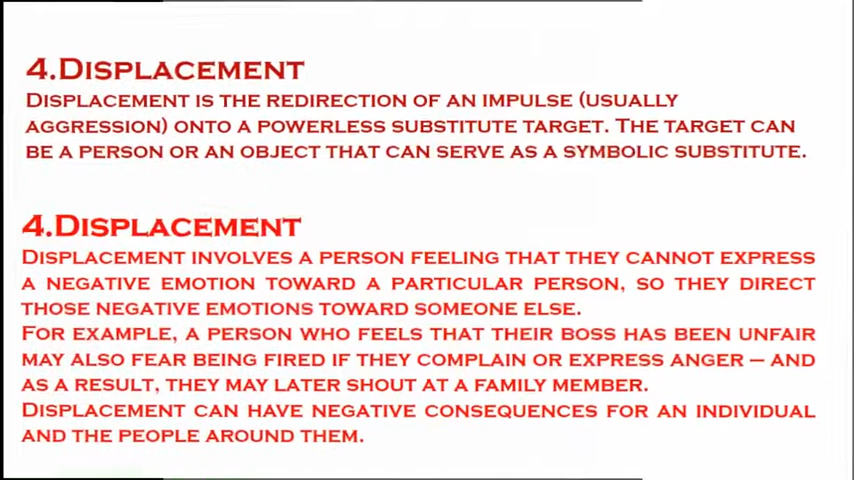 4.Displacement
Displacement is the redirection of an impulse (usually
aggression) onto a powerless substitute target. The target can
be a person or an object that can serve as a symbolic substitute.
4.Displacement
Displacement involves a person feeling that they cannot express
a negative emotion toward a particular person, so they direct
those negative emotions toward someone else.
For example, a person who feels that their boss has been unfair
may also fear being fired if they complain or express anger — and
as a result, they may later shout at a family member.
Displacement can have negative consequences for an individual
and the people around them.